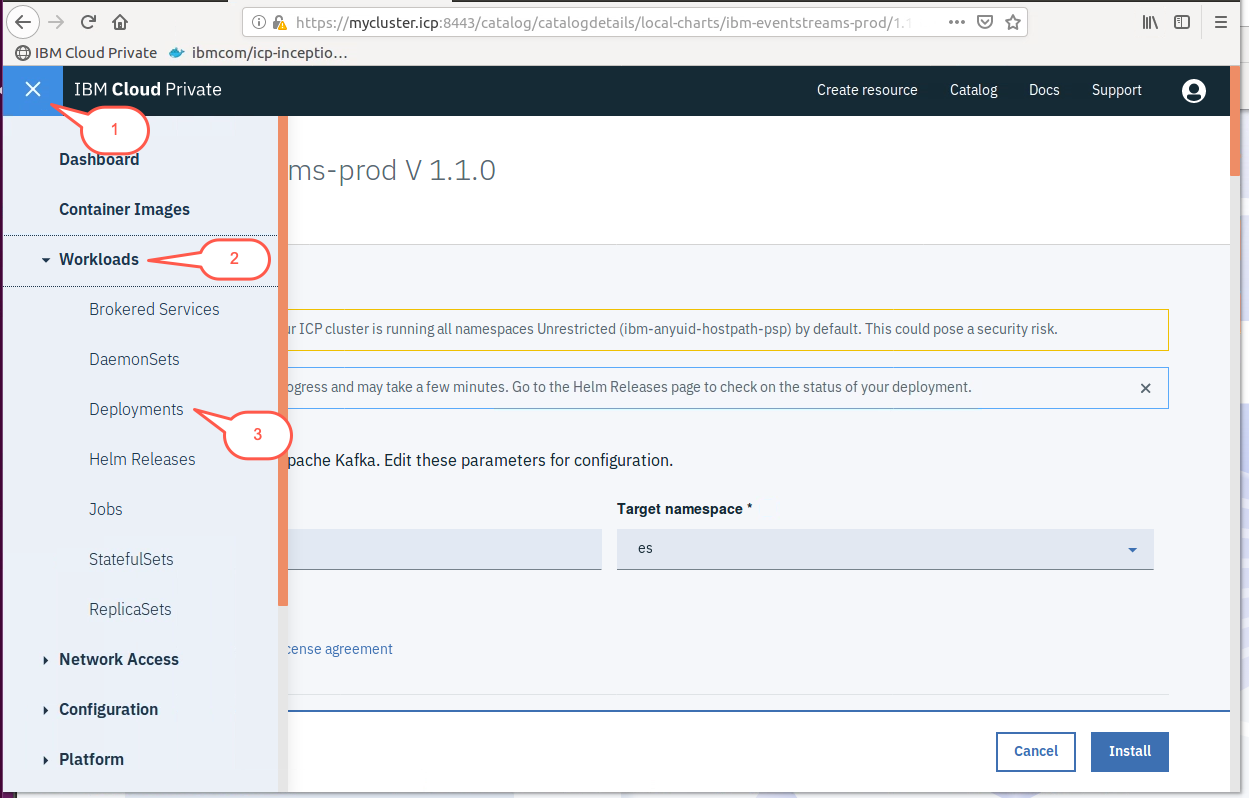 https://mycluster.icp:8443/catalog/catalogdetails/local-charts/ibm-eventstreams-prod/1.1
IBM Cloud Private ibmcom/icp-inceptio…
IBM Cloud Private Create resource Catalog Docs Support
1
Dashboard
ms-prod V 1.1.0
Container Images
Workloads 2
Brokered Services
ur ICP cluster is running all namespaces Unrestricted (ibm-anyuid-hostpath-psp) by default. This could pose a security risk.
DaemonSets
ogress and may take a few minutes. Go to the Helm Releases page to check on the status of your deployment.
Deployments 3
Helm Releases
pache Kafka. Edit these parameters for configuration.
Jobs
Target namespace *
es
StatefulSets
ReplicaSets
cense agreement
Network Access
Configuration
Platform
Cancel Install